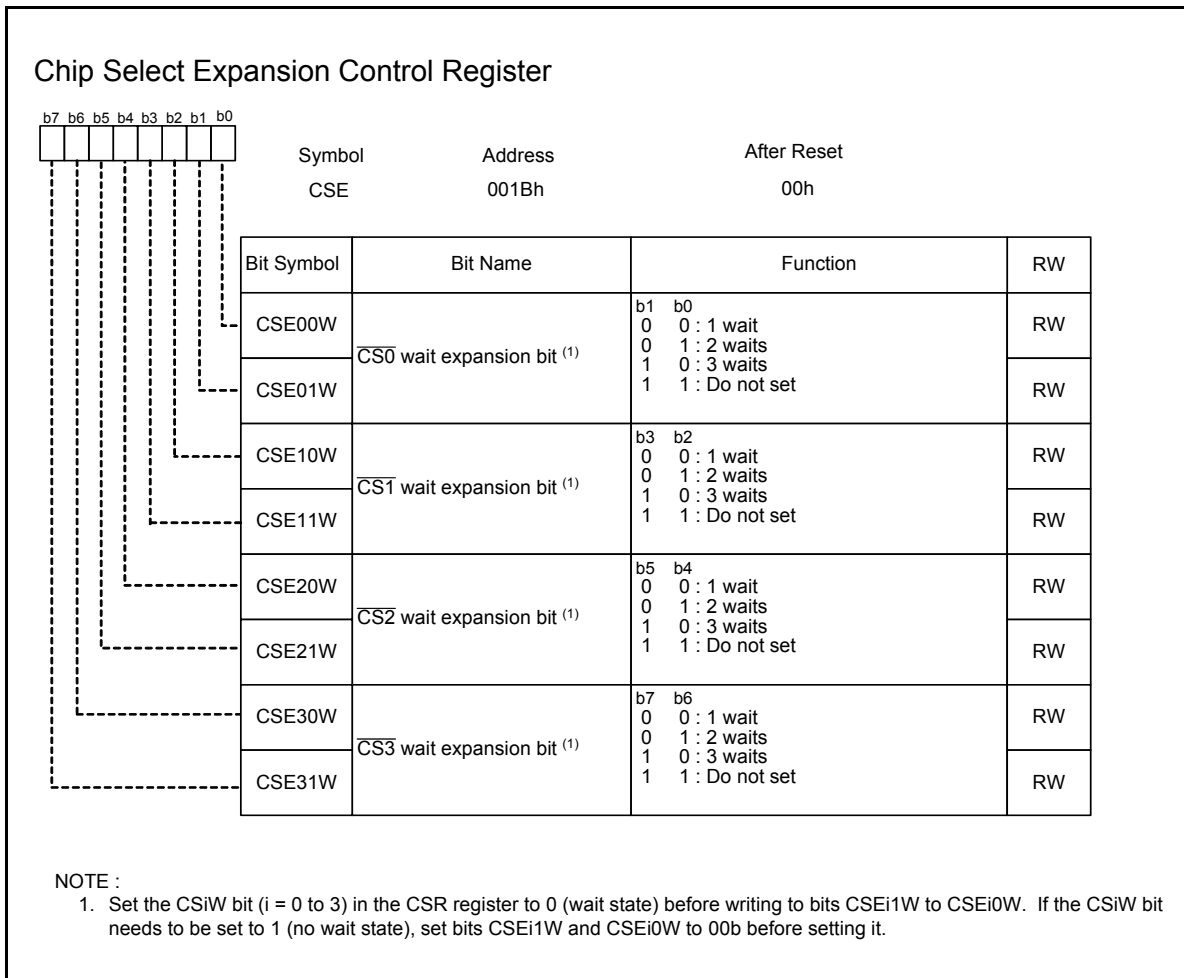 Chip Select Expansion Control Register
b7 b6 b5 b4 b3 b2 b1 b0
Symbol Address After Reset
CSE 001Bh 00h
Bit Symbol Bit Name Function RW
CSE00W RW
CS0 wait expansion bit (1)
b1 b0
0 0 : 1 wait
0 1 : 2 waits
1 0 : 3 waits
1 1 : Do not set
CSE01W RW
CSE10W RW
CS1 wait expansion bit (1)
b3 b2
0 0 : 1 wait
0 1 : 2 waits
1 0 : 3 waits
1 1 : Do not set
CSE11W RW
CSE20W RW
CS2 wait expansion bit (1)
b5 b4
0 0 : 1 wait
0 1 : 2 waits
1 0 : 3 waits
1 1 : Do not set
CSE21W RW
CSE30W RW
CS3 wait expansion bit (1)
b7 b6
0 0 : 1 wait
0 1 : 2 waits
1 0 : 3 waits
1 1 : Do not set
CSE31W RW
NOTE :
1. Set the CSiW bit (i = 0 to 3) in the CSR register to 0 (wait state) before writing to bits CSEi1W to CSEi0W. If the CSiW bit
needs to be set to 1 (no wait state), set bits CSEi1W and CSEi0W to 00b before setting it.